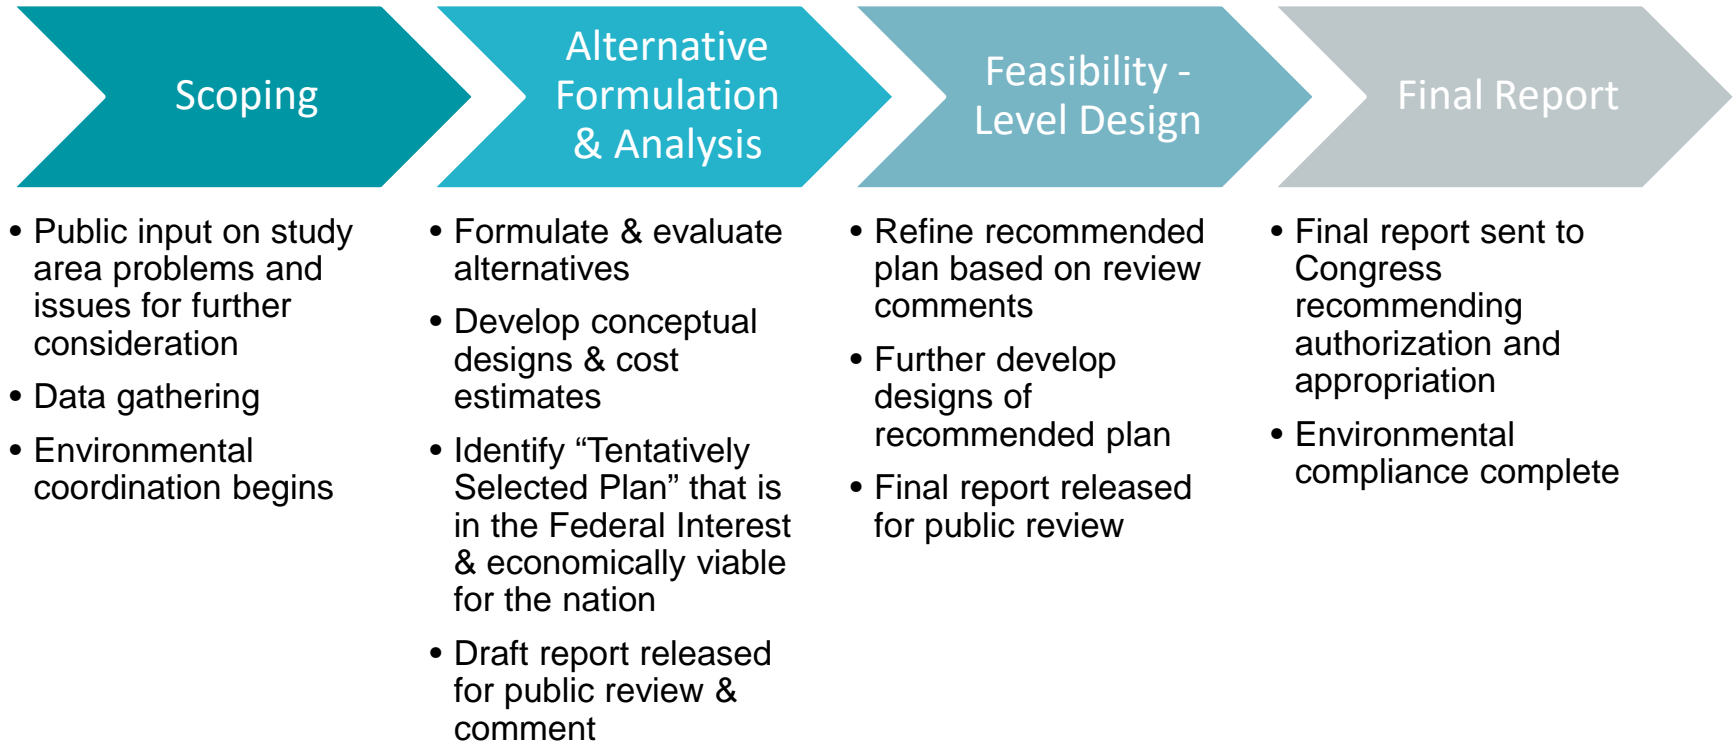 Scoping
• Public input on study
area problems and
issues for further
consideration
• Data gathering
• Environmental
coordination begins
Alternative
Formulation
& Analysis
• Formulate & evaluate
alternatives
• Develop conceptual
designs & cost
estimates
• Identify “Tentatively
Selected Plan” that is
in the Federal Interest
& economically viable
for the nation
• Draft report released
for public review &
comment
Feasibility -
Level Design
• Refine recommended
plan based on review
comments
• Further develop
designs of
recommended plan
• Final report released
for public review
Final Report
• Final report sent to
Congress
recommending
authorization and
appropriation
• Environmental
compliance complete